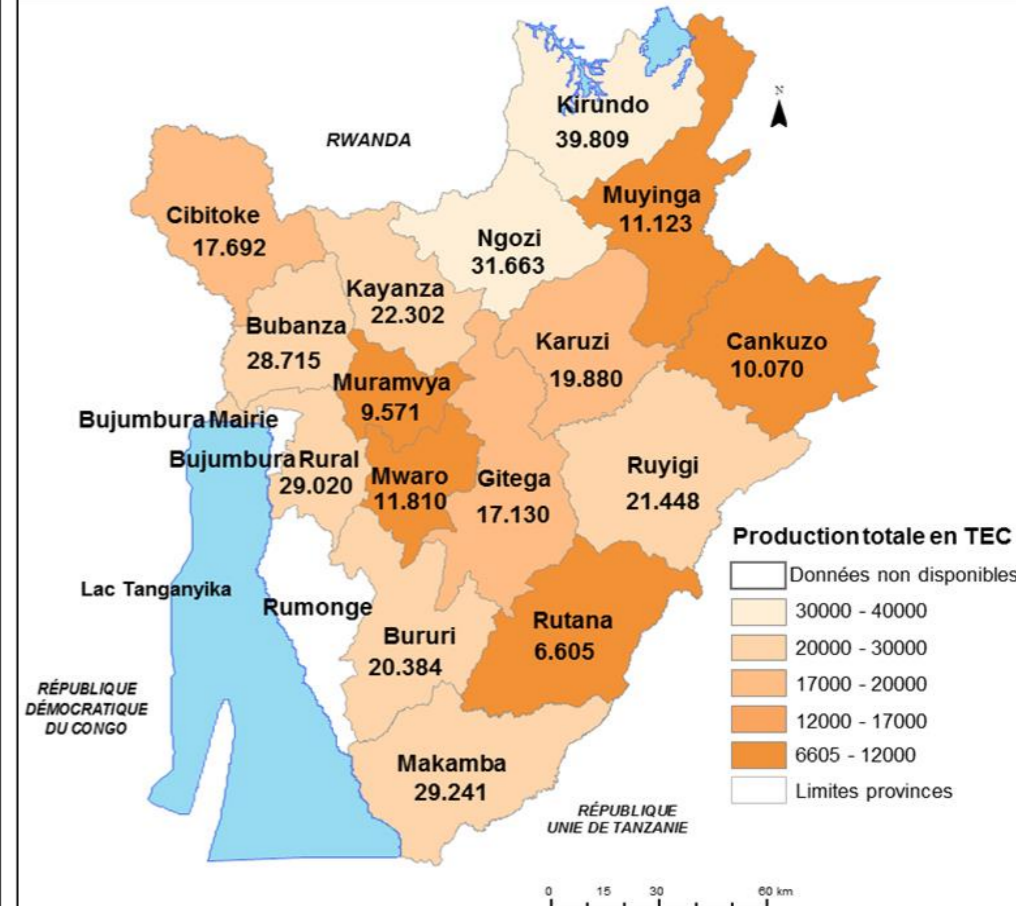 Kirundo
39.809
N
RWANDA
Muyinga
11.123
Cibitoke
17.692
Ngozi
31.663
Kayanza
22.302
Bubanza
28.715
Karuzi
19.880
Cankuzo
10.070
Muramvya
9.571
Bujumbura Mairie
Bujumbura Rural
29.020
Mwaro
11.810
Gitega
17.130
Ruyigi
21.448
Lac Tanganyika
Rumonge
Rutana
6.605
Bururi
20.384
RÉPUBLIQUE
DÉMOCRATIQUE
DU CONGO
Makamba
29.241
RÉPUBLIQUE
UNIE DE TANZANIE
Production totale en TEC
Données non disponibles
30000 - 40000
20000 - 30000
17000 - 20000
12000 - 17000
6605 - 12000
Limites provinces
0 15 30 60 km